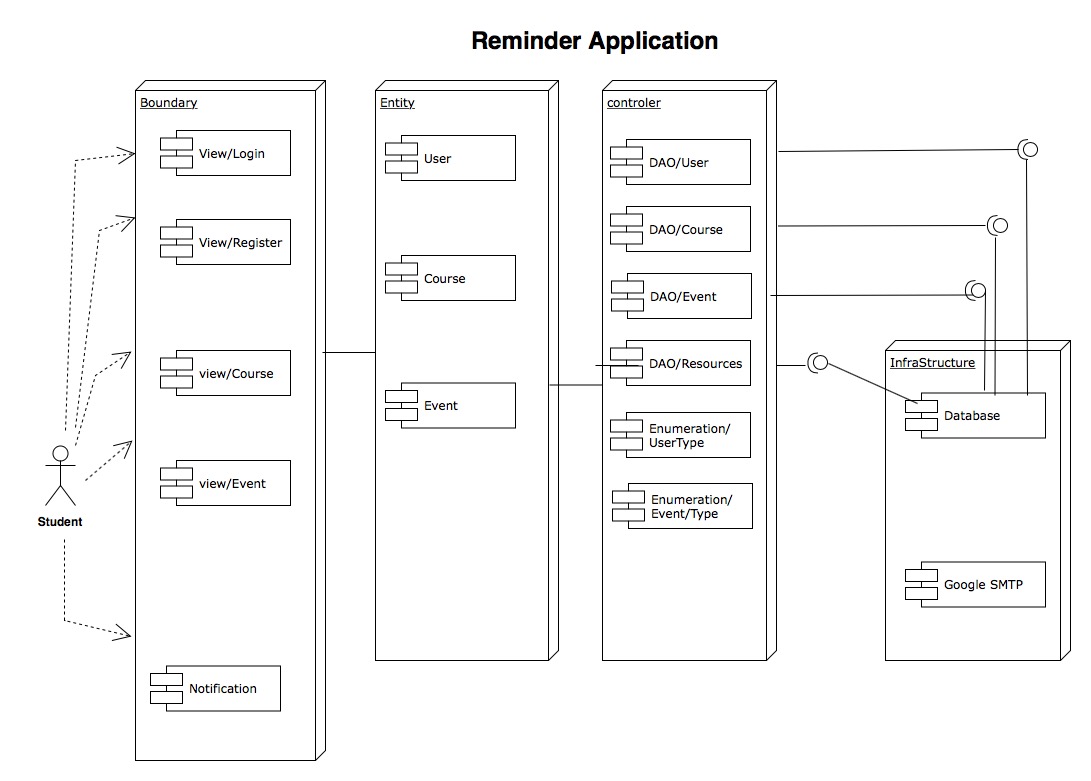 Reminder Application
Boundary
View/Login
View/Register
view/Course
view/Event
Notification
Entity
User
Course
Event
controler
DAO/User
DAO/Course
DAO/Event
DAO/Resources
Enumeration/
UserType
Enumeration/
Event/Type
InfraStructure
Database
Google SMTP
Student